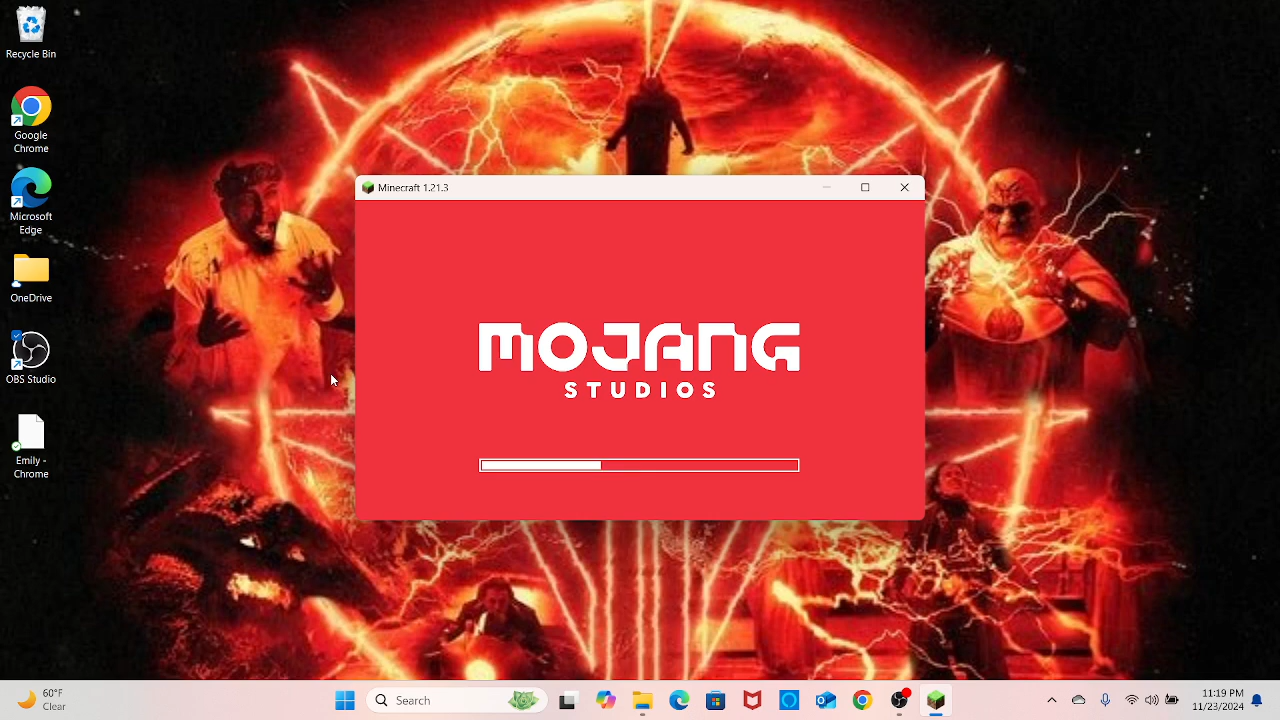 Recycle Bin
Google
Chrome
Microsoft
Edge
OneDrive
OBS Studio
Emily -
Chrome
Minecraft 1.21.3
MOJANG
STUDIOS
60°F
Clear
Search
11:19 PM
11/23/2024